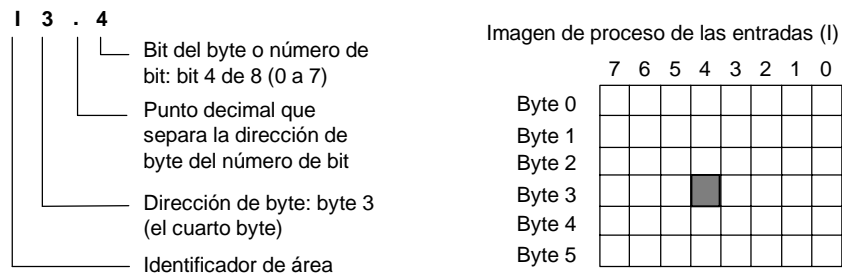 I 3 . 4
Bit del byte o número de
bit: bit 4 de 8 (0 a 7)
Punto decimal que
separa la dirección de
byte del número de bit
Dirección de byte: byte 3
(el cuarto byte)
Identificador de área
Imagen de proceso de las entradas (I)
7 6 5 4 3 2 1 0
Byte 0
Byte 1
Byte 2
Byte 3
Byte 4
Byte 5